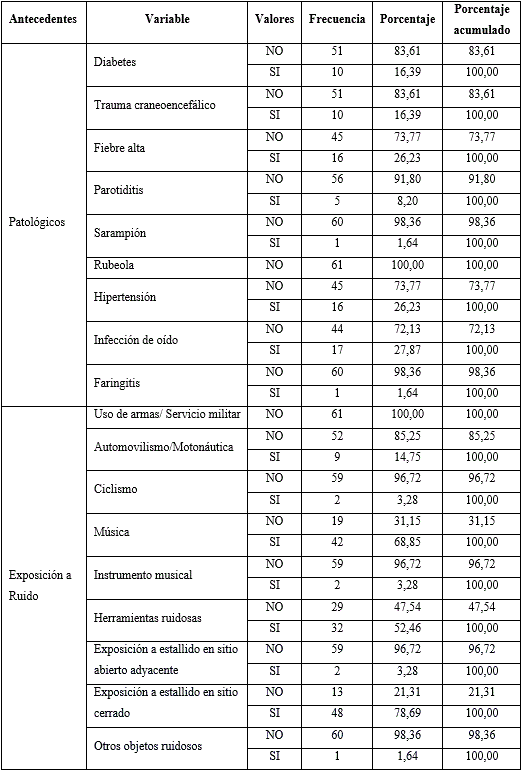 Antecedentes Variable Valores Frecuencia Porcentaje Porcentaje acumulado
Patológicos
Diabetes NO 51 83,61 83,61
SI 10 16,39 100,00
Trauma craneoencefálico NO 51 83,61 83,61
SI 10 16,39 100,00
Fiebre alta NO 45 73,77 73,77
SI 16 26,23 100,00
Parotiditis NO 56 91,80 91,80
SI 5 8,20 100,00
Sarampión NO 60 98,36 98,36
SI 1 1,64 100,00
Rubeola NO 61 100,00 100,00
Hipertensión NO 45 73,77 73,77
SI 16 26,23 100,00
Infección de oído NO 44 72,13 72,13
SI 17 27,87 100,00
Faringitis NO 60 98,36 98,36
SI 1 1,64 100,00
Exposición a Ruido
Uso de armas/ Servicio militar NO 61 100,00 100,00
Automovilismo/Motonáutica NO 52 85,25 85,25
SI 9 14,75 100,00
Ciclismo NO 59 96,72 96,72
SI 2 3,28 100,00
Música NO 19 31,15 31,15
SI 42 68,85 100,00
Instrumento musical NO 59 96,72 96,72
SI 2 3,28 100,00
Herramientas ruidosas NO 29 47,54 47,54
SI 32 52,46 100,00
Exposición a estallido en sitio abierto adyacente NO 59 96,72 96,72
SI 2 3,28 100,00
Exposición a estallido en sitio cerrado NO 13 21,31 21,31
SI 48 78,69 100,00
Otros objetos ruidosos NO 60 98,36 98,36
SI 1 1,64 100,00